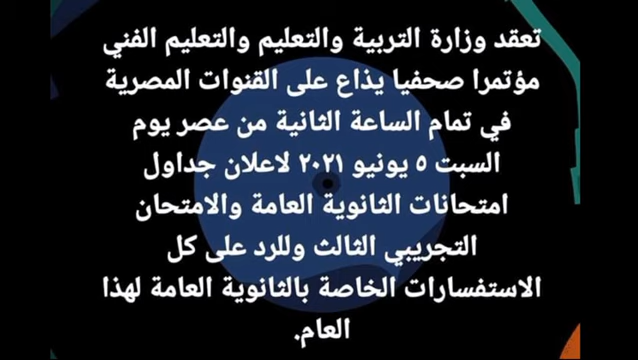 تعقد وزارة التربية والتعليم والتعليم الفني
مؤتمرا صحفيا يذاع على القنوات المصرية
في تمام الساعة الثانية من عصر يوم
السبت ٥ يونيو ٢٠٢١ لاعلان جداول
امتحانات الثانوية العامة والامتحان
التجريبي الثالث وللرد على كل
الاستفسارات الخاصة بالثانوية العامة لهذا
العام.